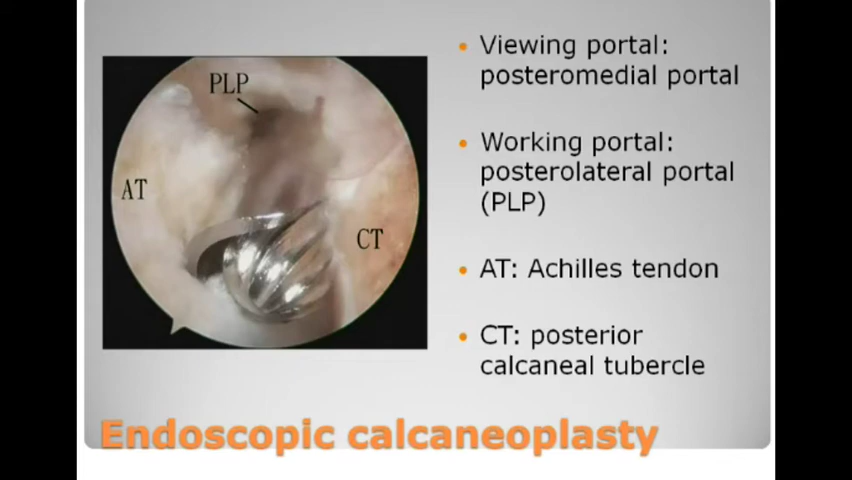 PLP
AT
CT
Viewing portal:
posteromedial portal
Working portal:
posterolateral portal
(PLP)
AT: Achilles tendon
CT: posterior
calcaneal tubercle
Endoscopic calcaneoplasty